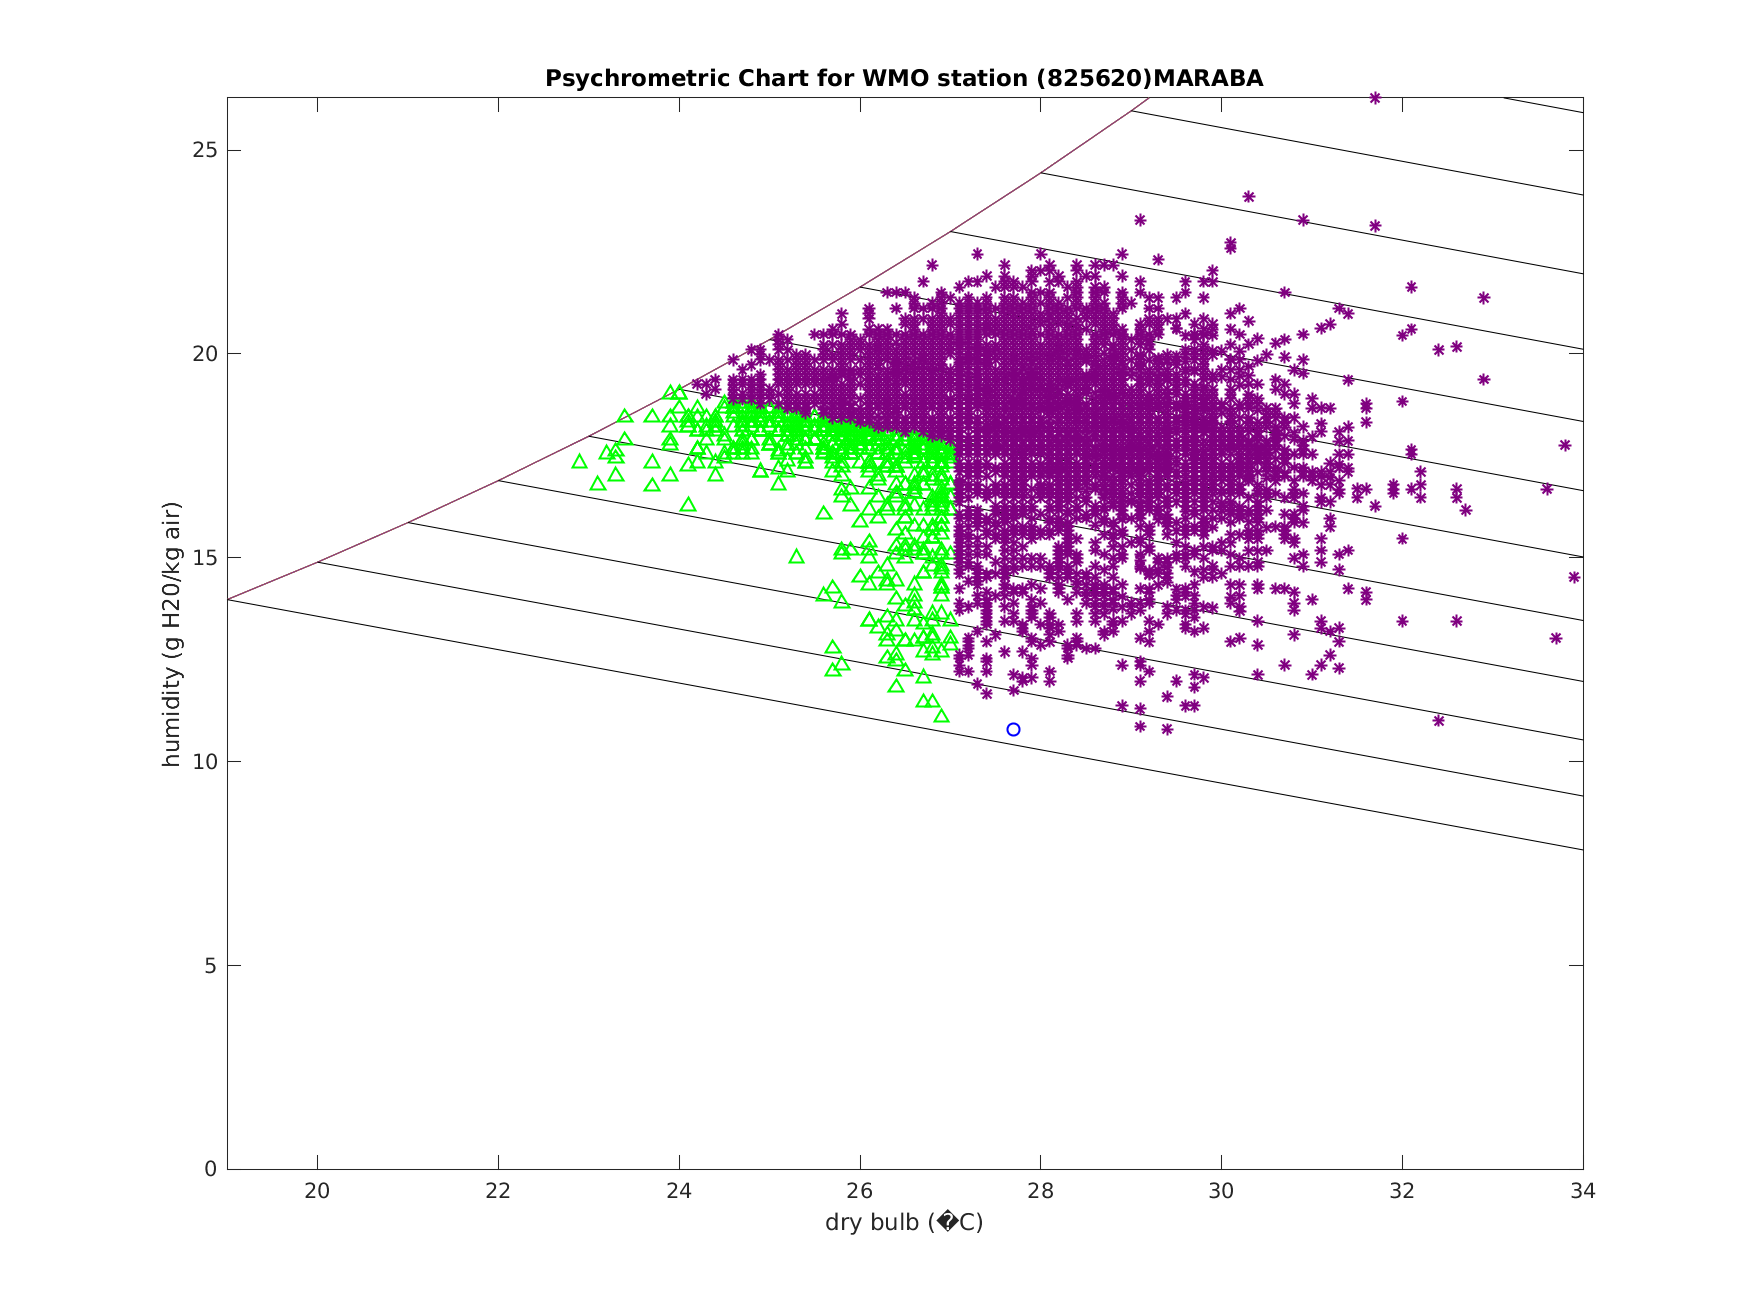 Psychrometric Chart for WMO station (825620)MARABA
25
20
15
10
5
0
humidity (g H20/kg air)
20 22 24 26 28 30 32 34
dry bulb (�C)